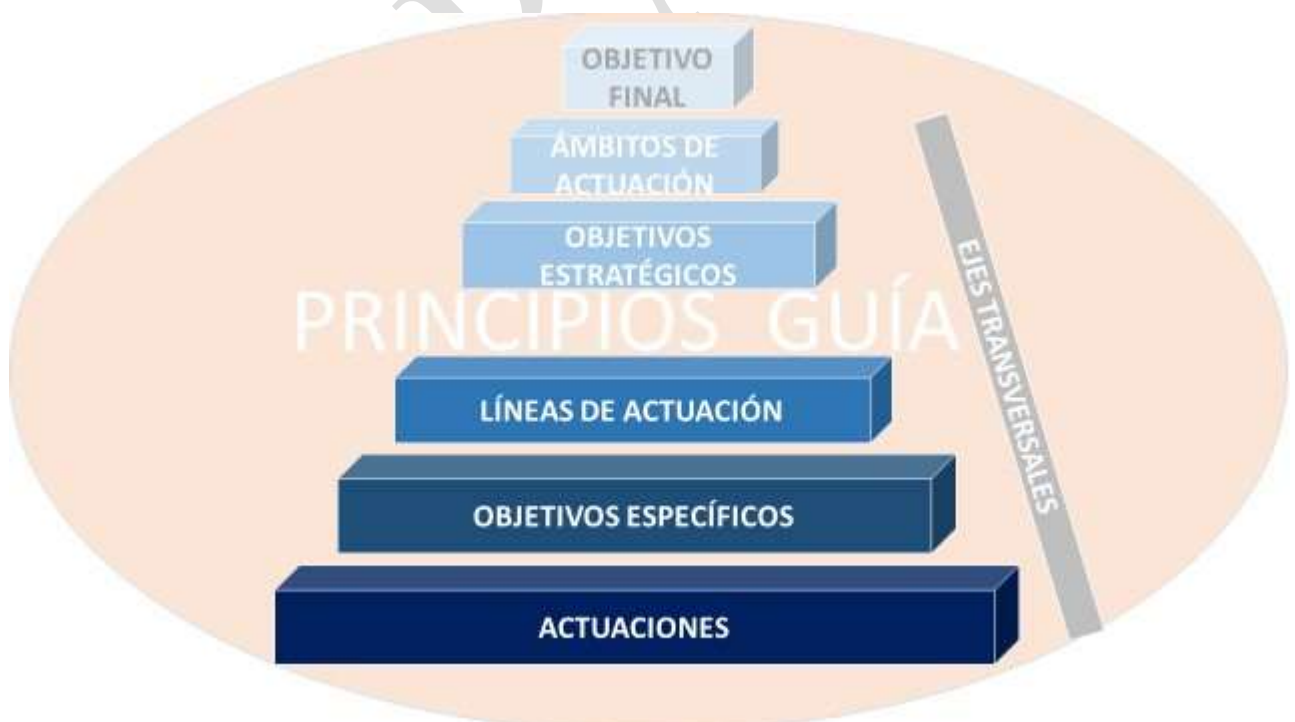 OBJETIVO
FINAL
ÁMBITOS DE
ACTUACIÓN
OBJETIVOS
ESTRATÉGICOS
PRINCIPIOS GUÍA
EJES TRANSVERSALES
LÍNEAS DE ACTUACIÓN
OBJETIVOS ESPECÍFICOS
ACTUACIONES